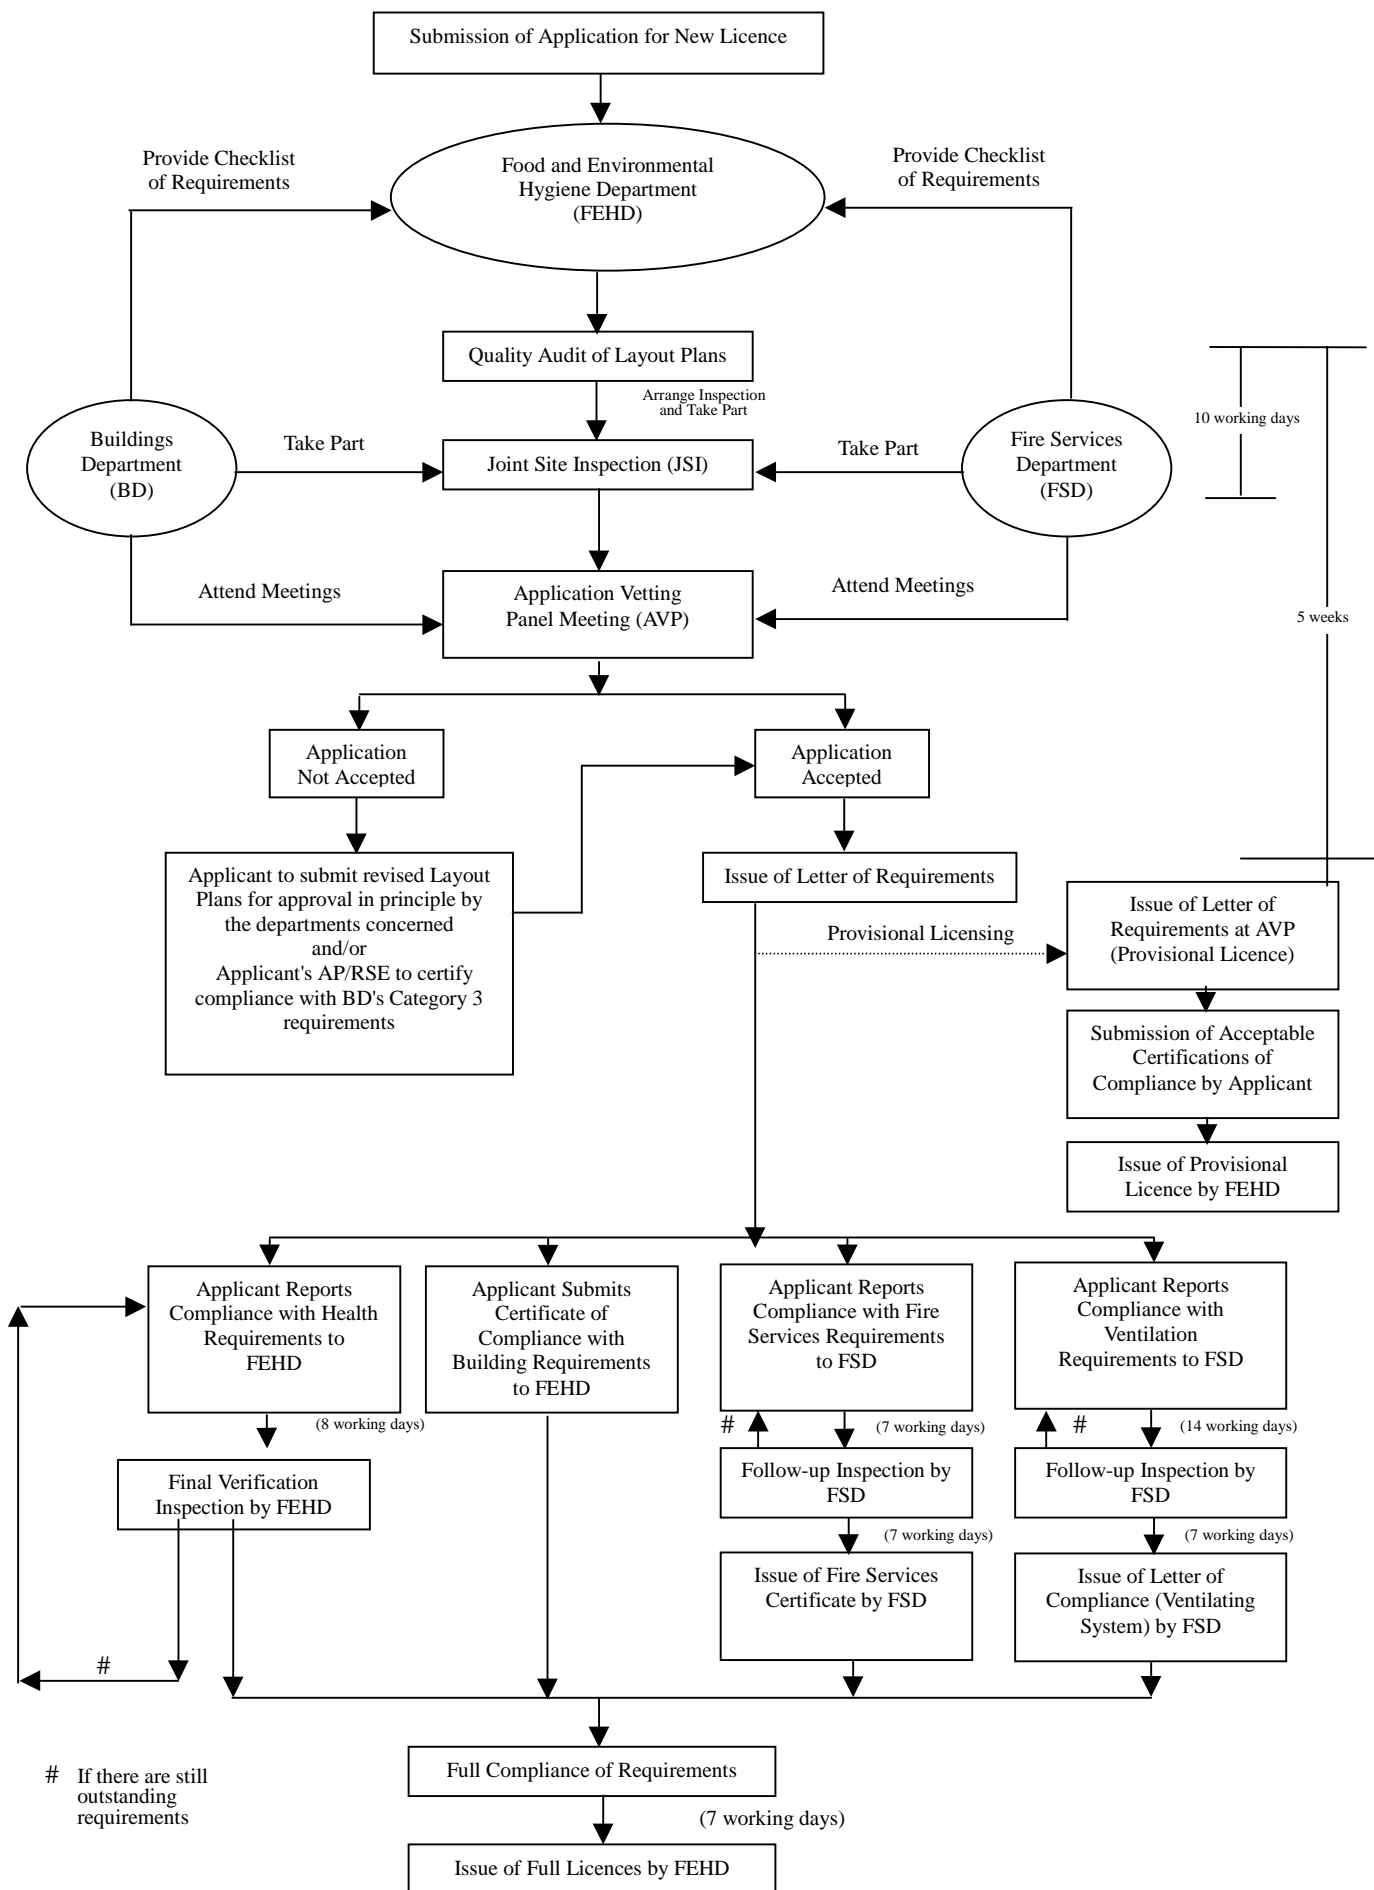 Submission of Application for New Licence
Provide Checklist
of Requirements
Food and Environmental
Hygiene Department
(FEHD)
Provide Checklist
of Requirements
Quality Audit of Layout Plans
Arrange Inspection
and Take Part
10 working days
Buildings
Department
(BD)
Take Part
Joint Site Inspection (JSI)
Take Part
Fire Services
Department
(FSD)
Attend Meetings
Application Vetting
Panel Meeting (AVP)
Attend Meetings
5 weeks
Application
Not Accepted
Application
Accepted
Applicant to submit revised Layout
Plans for approval in principle by
the departments concerned
and/or
Applicant's AP/RSE to certify
compliance with BD's Category 3
requirements
Issue of Letter of Requirements
Provisional Licensing
Issue of Letter of
Requirements at AVP
(Provisional Licence)
Submission of Acceptable
Certifications of
Compliance by Applicant
Issue of Provisional
Licence by FEHD
Applicant Reports
Compliance with Health
Requirements to
FEHD
Applicant Submits
Certificate of
Compliance with
Building Requirements
to FEHD
Applicant Reports
Compliance with Fire
Services Requirements
to FSD
Applicant Reports
Compliance with
Ventilation
Requirements to FSD
(8 working days)
#
(7 working days)
#
(14 working days)
Final Verification
Inspection by FEHD
Follow-up Inspection by
FSD
Follow-up Inspection by
FSD
(7 working days)
(7 working days)
Issue of Fire Services
Certificate by FSD
Issue of Letter of
Compliance (Ventilating
System) by FSD
#
Full Compliance of Requirements
# If there are still
outstanding
requirements
(7 working days)
Issue of Full Licences by FEHD